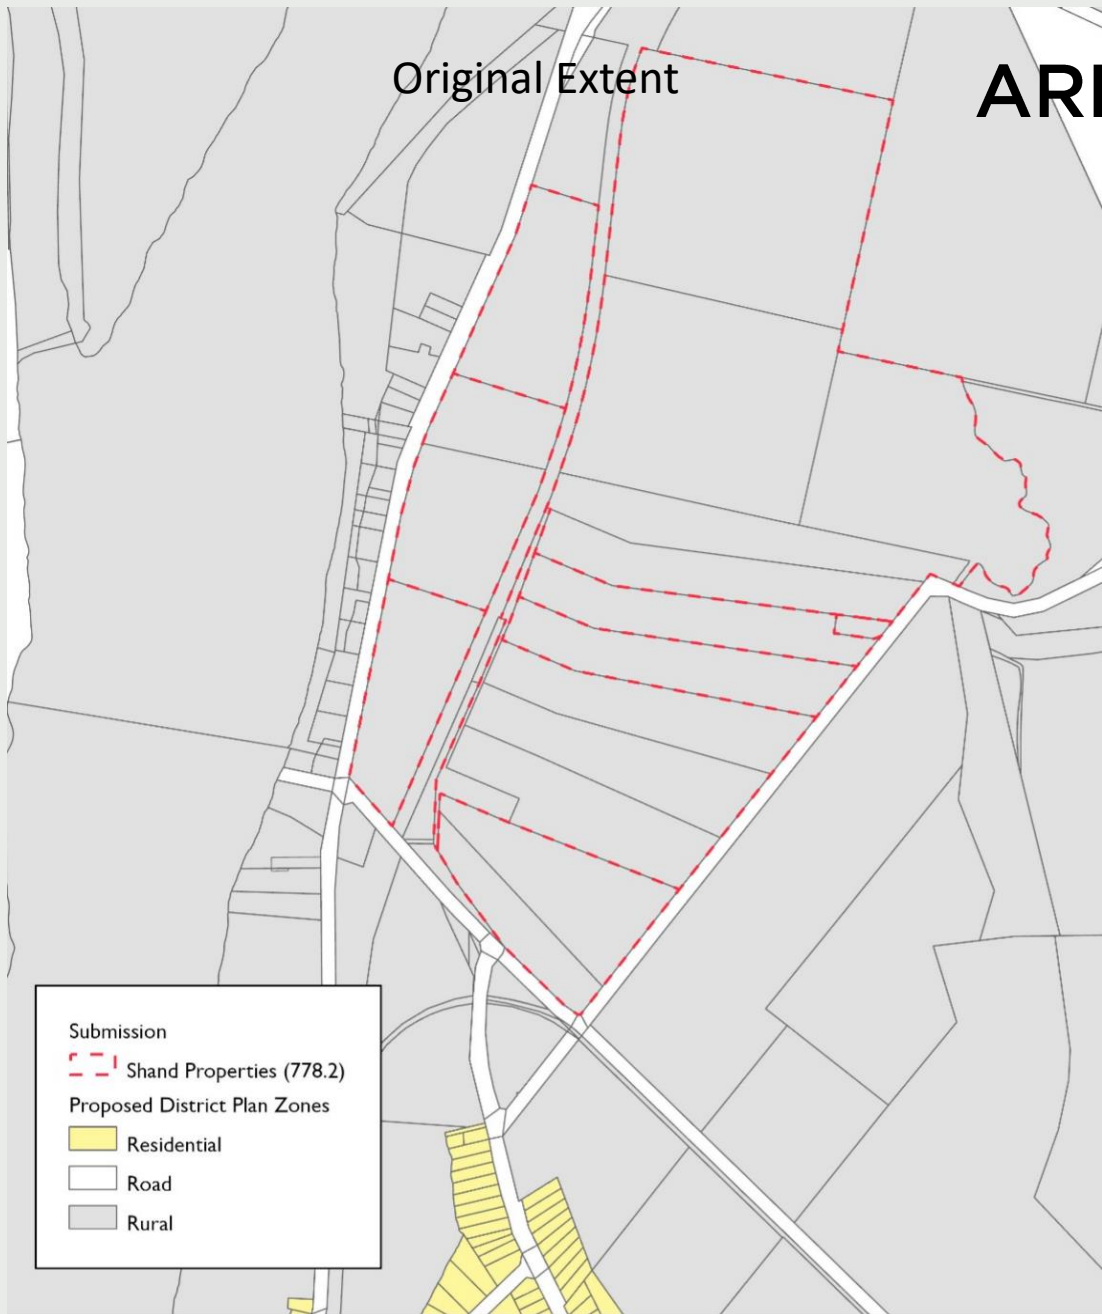 Original Extent
Submission
Shand Properties (778.2)
Proposed District Plan Zones
Residential
Road
Rural